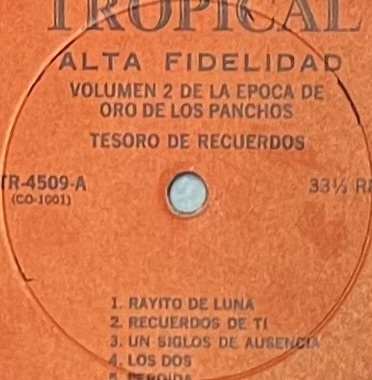 TROPICAL
ALTA FIDELIDAD
VOLUMEN 2 DE LA EPOCA DE
ORO DE LOS PANCHOS
TESORO DE RECUERDOS
TR-4509-A
(CO-1001)
33⅓ R
1. RAYITO DE LUNA
2. RECUERDOS DE TI
3. UN SIGLOS DE AUSENCIA
4. LOS DOS
5. PERDIDA